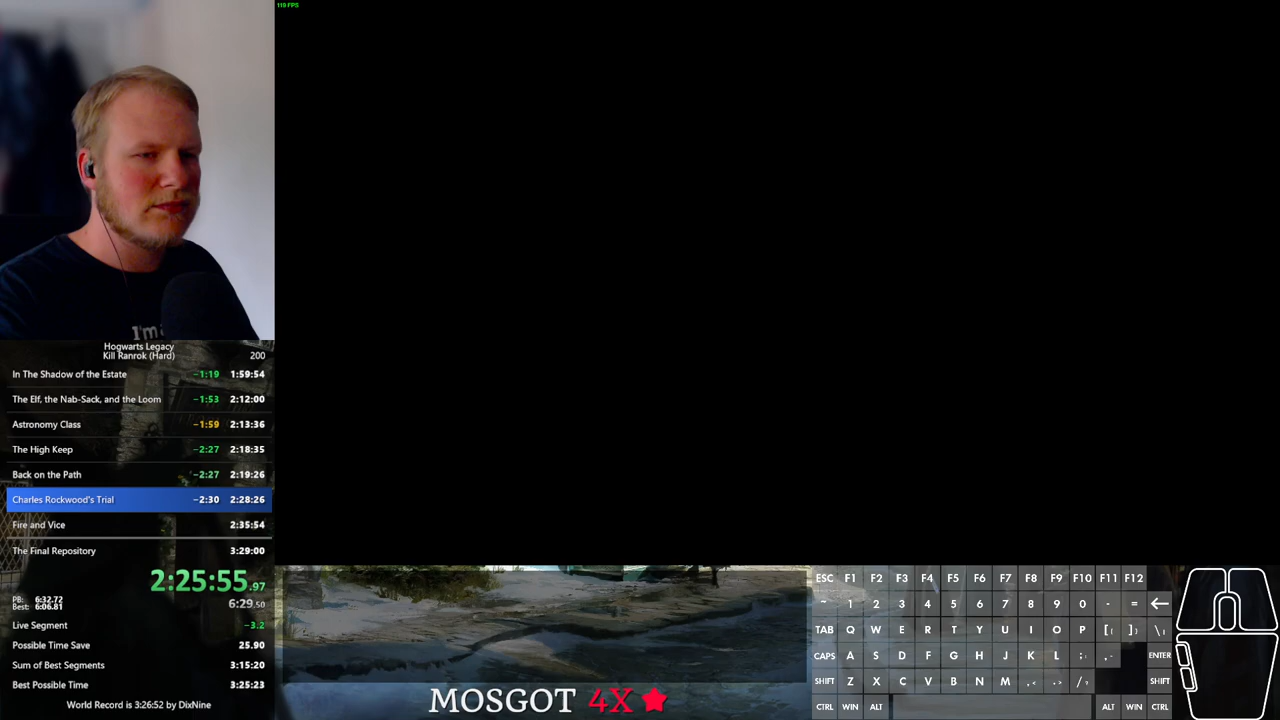 119 FPS
I'm
Hogwarts Legacy
Kill Ranrok (Hard) 200
In The Shadow of the Estate -1:19 1:59:54
The Elf, the Nab-Sack, and the Loom -1:53 2:12:00
Astronomy Class -1:59 2:13:36
The High Keep -2:27 2:18:35
Back on the Path -2:27 2:19:26
Charles Rockwood's Trial -2:30 2:28:26
Fire and Vice 2:35:54
The Final Repository 3:29:00
2:25:55.97
PB: 6:32.72
Best: 6:06.81 6:29.50
Live Segment -3.2
Possible Time Save 25.90
Sum of Best Segments 3:15:20
Best Possible Time 3:25:23
World Record is 3:26:52 by DixNine
MOSGOT 4X ★
ESC F1 F2 F3 F4 F5 F6 F7 F8 F9 F10 F11 F12
~ 1 2 3 4 5 6 7 8 9 0 - = ←
TAB Q W E R T Y U I O P [{ ]} \|
CAPS A S D F G H J K L ;: ,. ENTER
SHIFT Z X C V B N M ,< .> /? SHIFT
CTRL WIN ALT ALT WIN CTRL